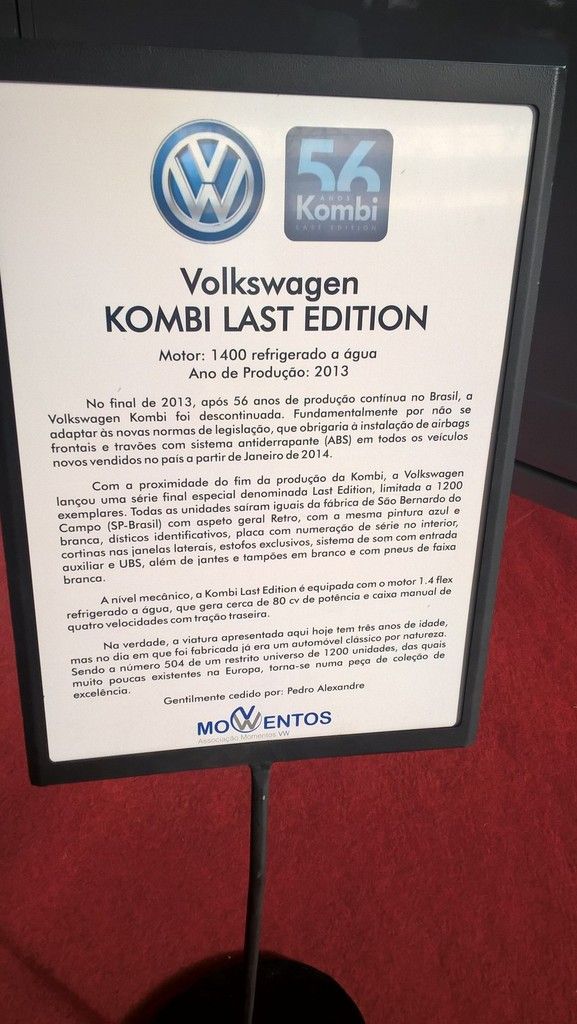 56
ANOS
Kombi
LAST EDITION
Volkswagen
KOMBI LAST EDITION
Motor: 1400 refrigerado a água
Ano de Produção: 2013
No final de 2013, após 56 anos de produção contínua no Brasil, a
Volkswagen Kombi foi descontinuada. Fundamentalmente por não se
adaptar às novas normas de legislação, que obrigaria à instalação de airbags
frontais e travões com sistema antiderrapante (ABS) em todos os veículos
novos vendidos no país a partir de Janeiro de 2014.
Com a proximidade do fim da produção da Kombi, a Volkswagen
lançou uma série final especial denominada Last Edition, limitada a 1200
exemplares. Todas as unidades saíram iguais da fábrica de São Bernardo do
Campo (SP-Brasil) com aspeto geral Retro, com a mesma pintura azul e
branca, dísticos identificativos, placa com numeração de série no interior,
cortinas nas janelas laterais, estofos exclusivos, sistema de som com entrada
auxiliar e UBS, além de jantes e tampões em branco e com pneus de faixa
branca.
A nível mecânico, a Kombi Last Edition é equipada com o motor 1.4 flex
refrigerado a água, que gera cerca de 80 cv de potência e caixa manual de
quatro velocidades com tração traseira.
Na verdade, a viatura apresentada aqui hoje tem três anos de idade,
mas no dia em que foi fabricada já era um automóvel clássico por natureza.
Sendo a número 504 de um restrito universo de 1200 unidades, das quais
muito poucas existentes na Europa, torna-se numa peça de coleção de
excelência.
Gentilmente cedido por: Pedro Alexandre
MOVWENTOS
Associação Momentos VW